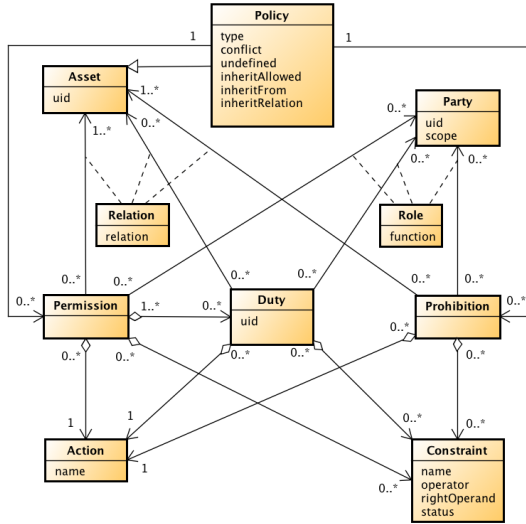 Policy
type
conflict
undefined
inheritAllowed
inheritFrom
inheritRelation
1
1
Asset
uid
1..*
0..*
1..*
Party
uid
scope
0..*
0..*
0..*
Relation
relation
Role
function
0..*
0..*
0..*
0..*
0..*
0..*
0..*
Permission
1..*
0..*
Duty
uid
0..*
Prohibition
0..*
0..*
0..*
0..*
0..*
0..*
1
1
0..*
0..*
Action
name
1
0..*
Constraint
name
operator
rightOperand
status